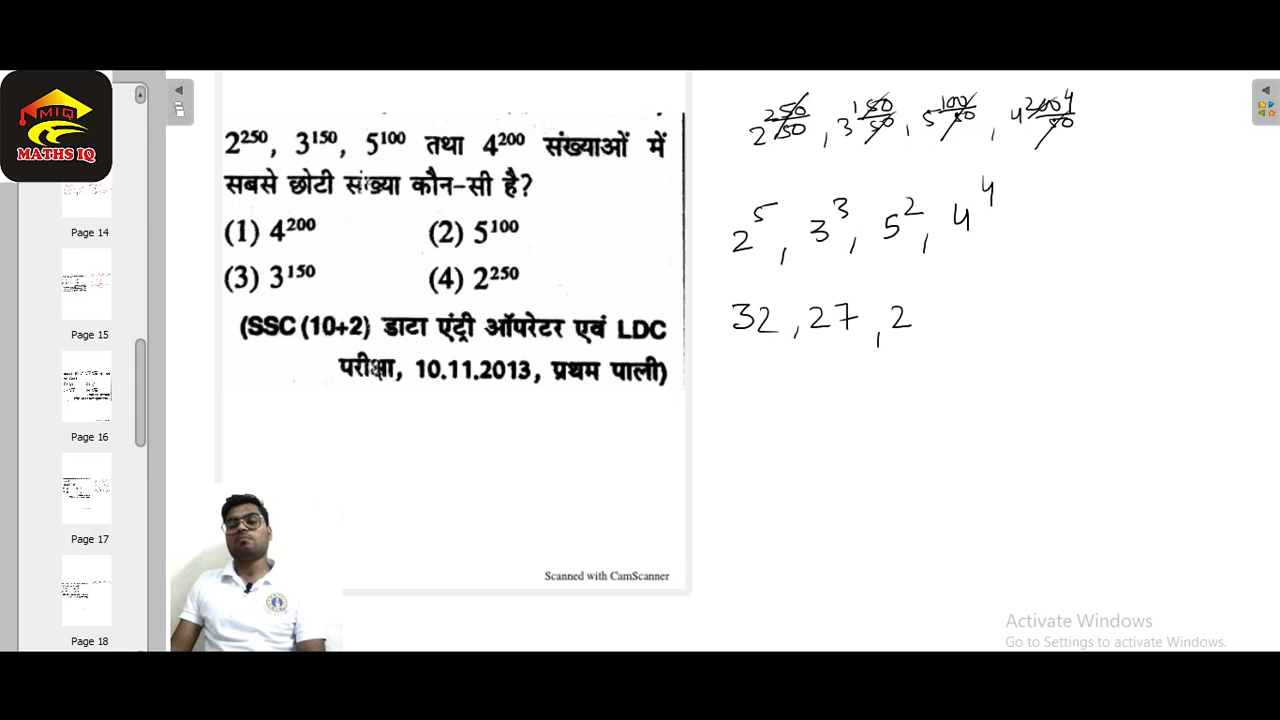 MIQ
MATHS IQ
Page 14
Page 15
Page 16
Page 17
Page 18
2²⁵⁰, 3¹⁵⁰, 5¹⁰⁰ तथा 4²⁰⁰ संख्याओं में
सबसे छोटी संख्या कौन-सी है?
(1) 4²⁰⁰ (2) 5¹⁰⁰
(3) 3¹⁵⁰ (4) 2²⁵⁰
(SSC (10+2) डाटा एंट्री ऑपरेटर एवं LDC
परीक्षा, 10.11.2013, प्रथम पाली)
Scanned with CamScanner
2⁵, 3³, 5², 4⁴
32, 27, 2
Activate Windows
Go to Settings to activate Windows.